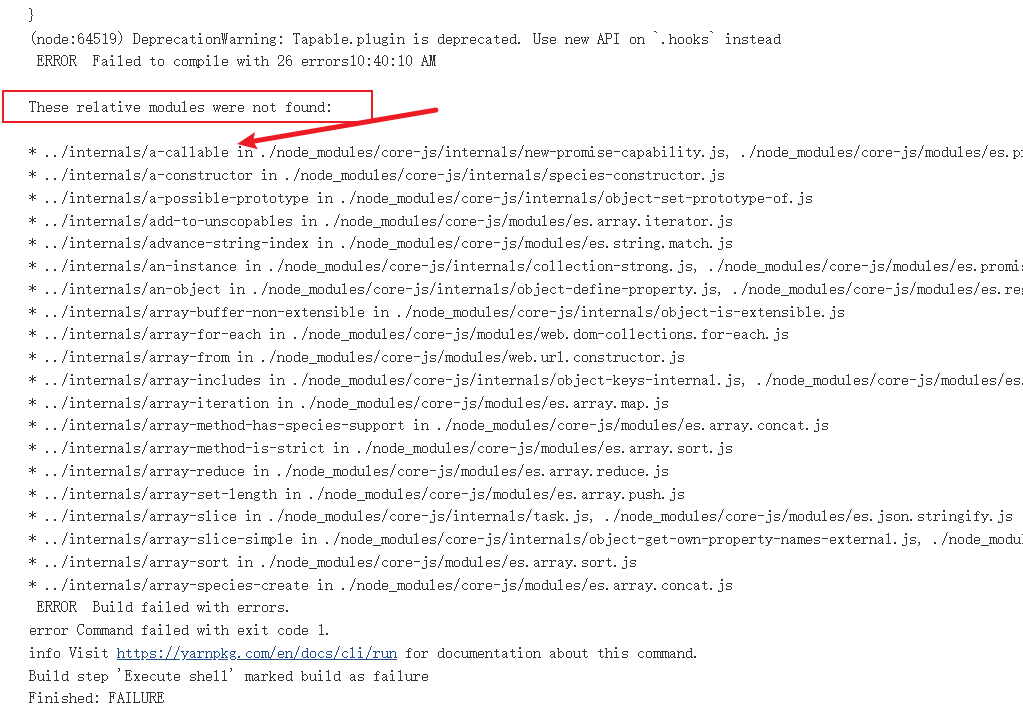 }
(node:64519) DeprecationWarning: Tapable.plugin is deprecated. Use new API on `.hooks` instead
ERROR  Failed to compile with 26 errors10:40:10 AM
These relative modules were not found:
* ../internals/a-callable in ./node_modules/core-js/internals/new-promise-capability.js, ./node_modules/core-js/modules/es.pr
* ../internals/a-constructor in ./node_modules/core-js/internals/species-constructor.js
* ../internals/a-possible-prototype in ./node_modules/core-js/internals/object-set-prototype-of.js
* ../internals/add-to-unscopables in ./node_modules/core-js/modules/es.array.iterator.js
* ../internals/advance-string-index in ./node_modules/core-js/modules/es.string.match.js
* ../internals/an-instance in ./node_modules/core-js/internals/collection-strong.js, ./node_modules/core-js/modules/es.promis
* ../internals/an-object in ./node_modules/core-js/internals/object-define-property.js, ./node_modules/core-js/modules/es.reg
* ../internals/array-buffer-non-extensible in ./node_modules/core-js/internals/object-is-extensible.js
* ../internals/array-for-each in ./node_modules/core-js/modules/web.dom-collections.for-each.js
* ../internals/array-from in ./node_modules/core-js/modules/web.url.constructor.js
* ../internals/array-includes in ./node_modules/core-js/internals/object-keys-internal.js, ./node_modules/core-js/modules/es.
* ../internals/array-iteration in ./node_modules/core-js/modules/es.array.map.js
* ../internals/array-method-has-species-support in ./node_modules/core-js/modules/es.array.concat.js
* ../internals/array-method-is-strict in ./node_modules/core-js/modules/es.array.sort.js
* ../internals/array-reduce in ./node_modules/core-js/modules/es.array.reduce.js
* ../internals/array-set-length in ./node_modules/core-js/modules/es.array.push.js
* ../internals/array-slice in ./node_modules/core-js/internals/task.js, ./node_modules/core-js/modules/es.json.stringify.js
* ../internals/array-slice-simple in ./node_modules/core-js/internals/object-get-own-property-names-external.js, ./node_modul
* ../internals/array-sort in ./node_modules/core-js/modules/es.array.sort.js
* ../internals/array-species-create in ./node_modules/core-js/modules/es.array.concat.js
ERROR  Build failed with errors.
error Command failed with exit code 1.
info Visit https://yarnpkg.com/en/docs/cli/run for documentation about this command.
Build step 'Execute shell' marked build as failure
Finished: FAILURE